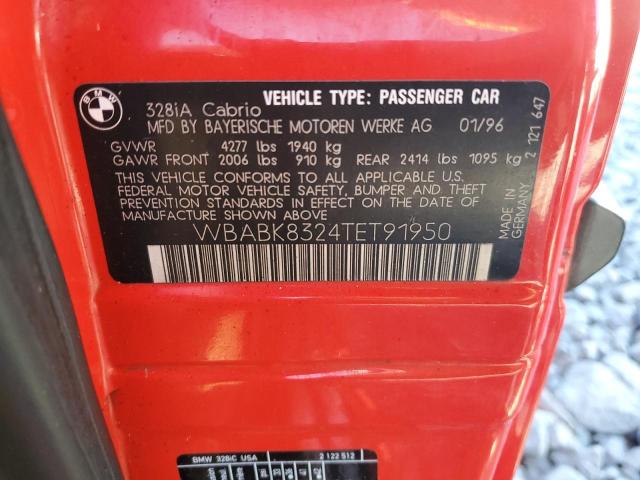 BMW
328iA Cabrio
VEHICLE TYPE: PASSENGER CAR
MFD BY BAYERISCHE MOTOREN WERKE AG 01/96
GVWR 4277 lbs 1940 kg
GAWR FRONT 2006 lbs 910 kg REAR 2414 lbs 1095 kg
THIS VEHICLE CONFORMS TO ALL APPLICABLE U.S.
FEDERAL MOTOR VEHICLE SAFETY, BUMPER AND THEFT
PREVENTION STANDARDS IN EFFECT ON THE DATE OF
MANUFACTURE SHOWN ABOVE.
WBABK8324TET91950
MADE IN
GERMANY
2 121 647
BMW 328iC USA 2 122 512